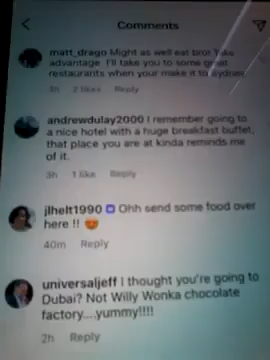 Comments
matt_drago Might as well eat bro! Take
advantage. I'll take you to some great
restaurants when your make it to sydney
3h 2 likes Reply
andrewdulay2000 I remember going to
a nice hotel with a huge breakfast buffet,
that place you are at kinda reminds me
of it.
3h 1 like Reply
jlhelt1990 Ohh send some food over
here !! 😍
40m Reply
universaljeff I thought you're going to
Dubai? Not Willy Wonka chocolate
factory....yummy!!!!
2h Reply